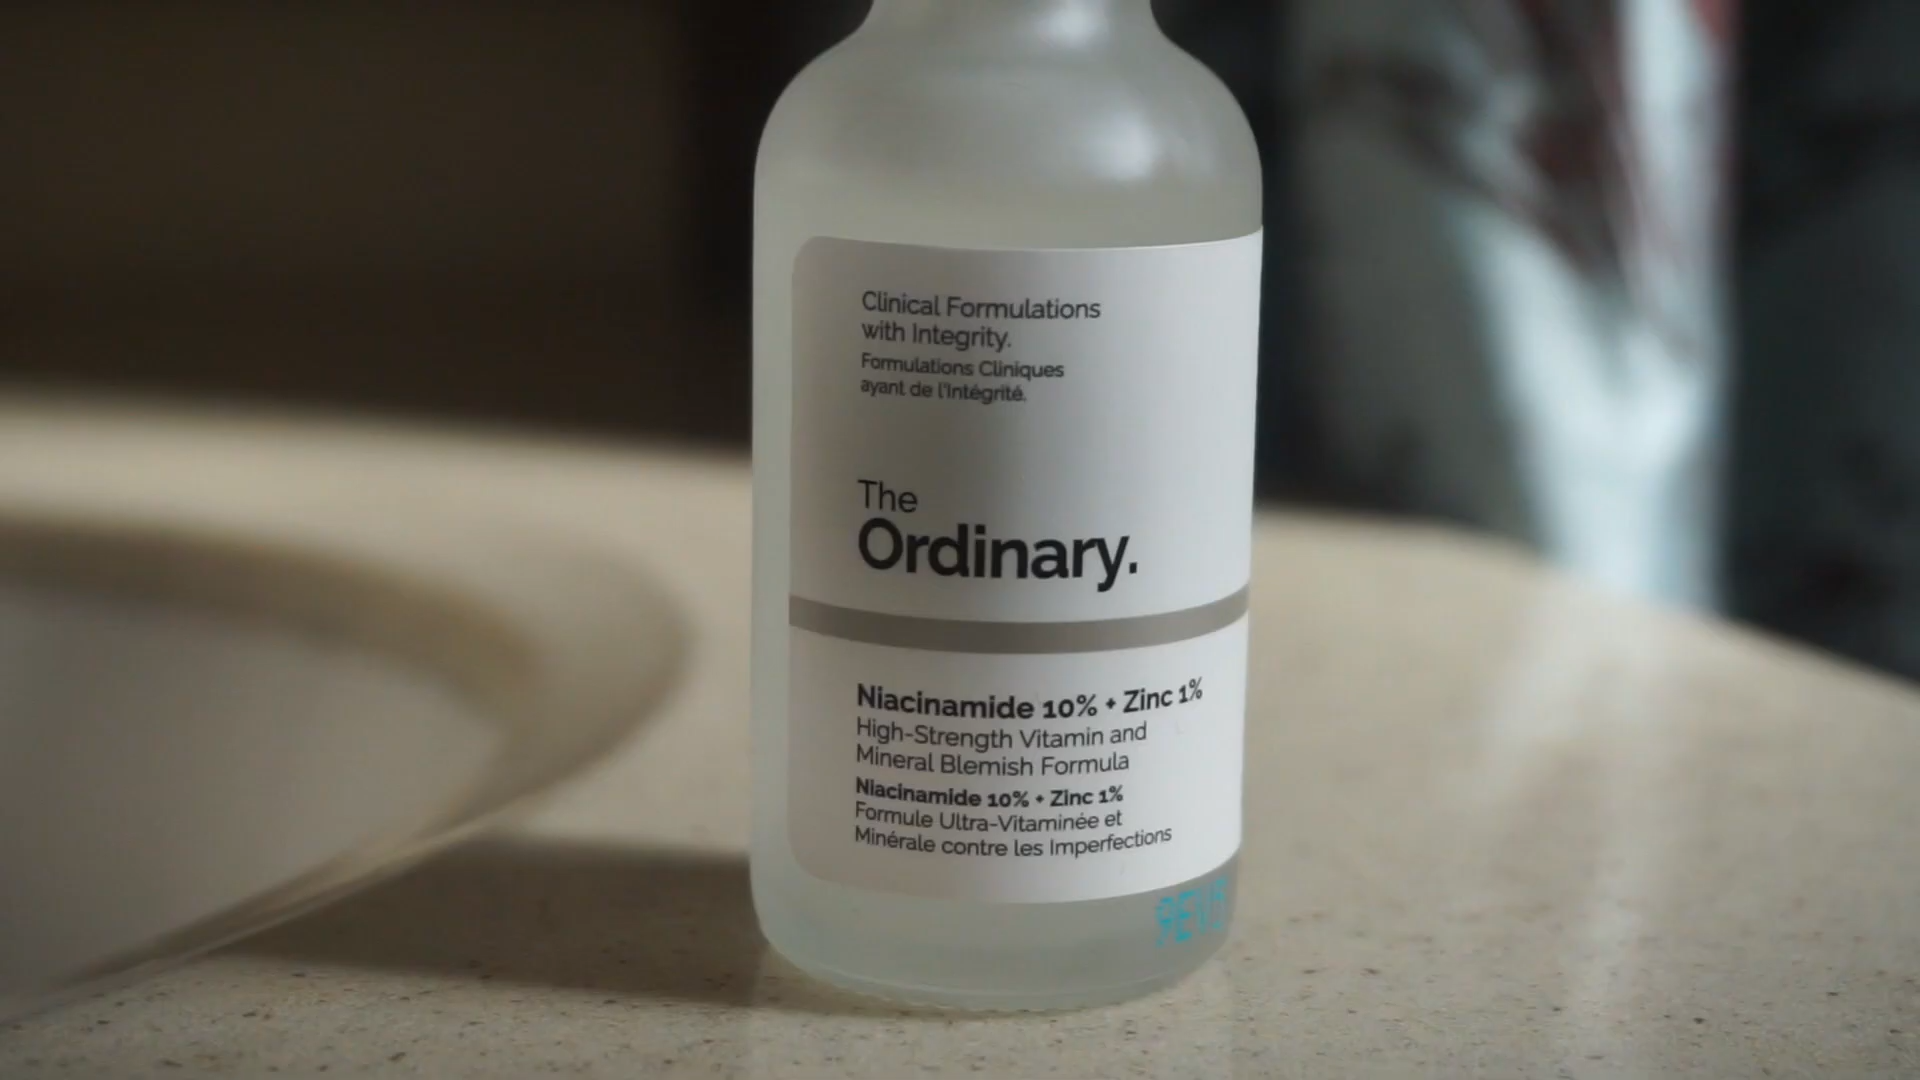 Clinical Formulations
with Integrity.
Formulations Cliniques
ayant de l'Intégrité.
The
Ordinary.
Niacinamide 10% + Zinc 1%
High-Strength Vitamin and
Mineral Blemish Formula
Niacinamide 10% + Zinc 1%
Formule Ultra-Vitaminée et
Minérale contre les Imperfections